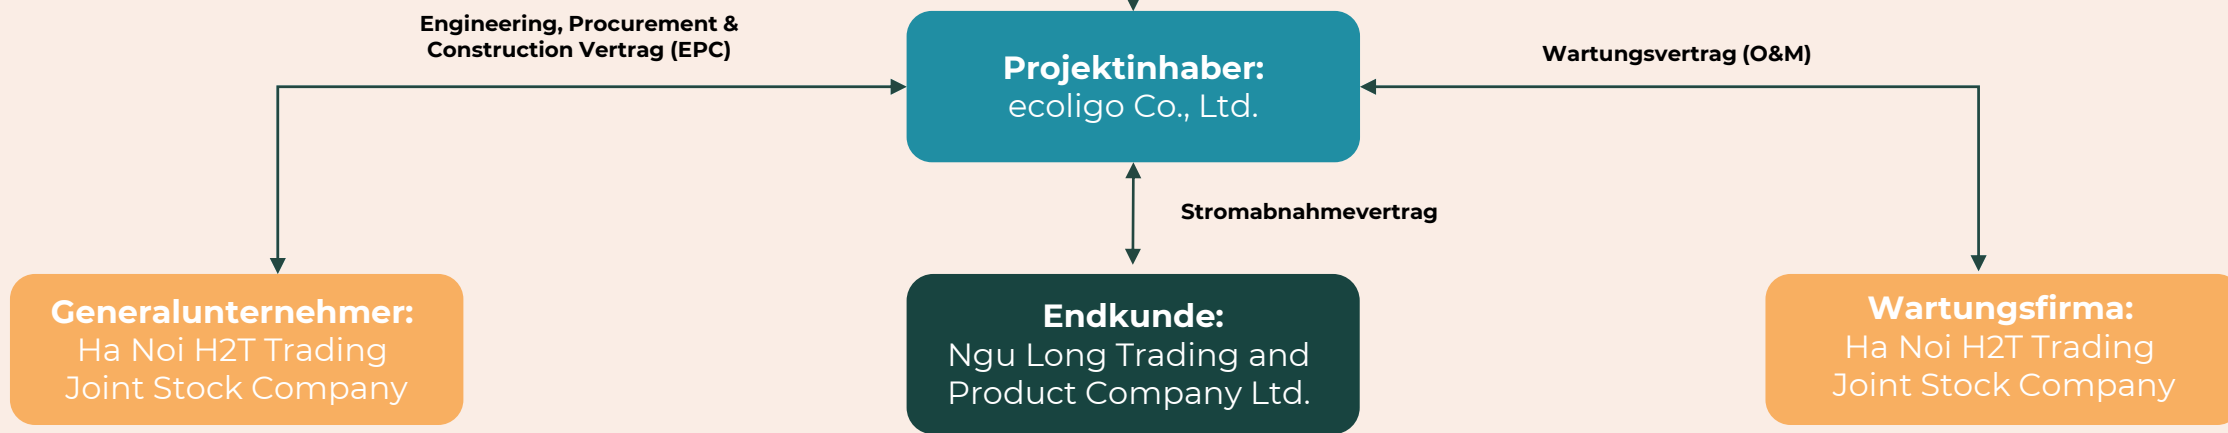 Engineering, Procurement &
Construction Vertrag (EPC)
Projektinhaber:
ecoligo Co., Ltd.
Wartungsvertrag (O&M)
Stromabnahmevertrag
Generalunternehmer:
Ha Noi H2T Trading
Joint Stock Company
Endkunde:
Ngu Long Trading and
Product Company Ltd.
Wartungsfirma:
Ha Noi H2T Trading
Joint Stock Company